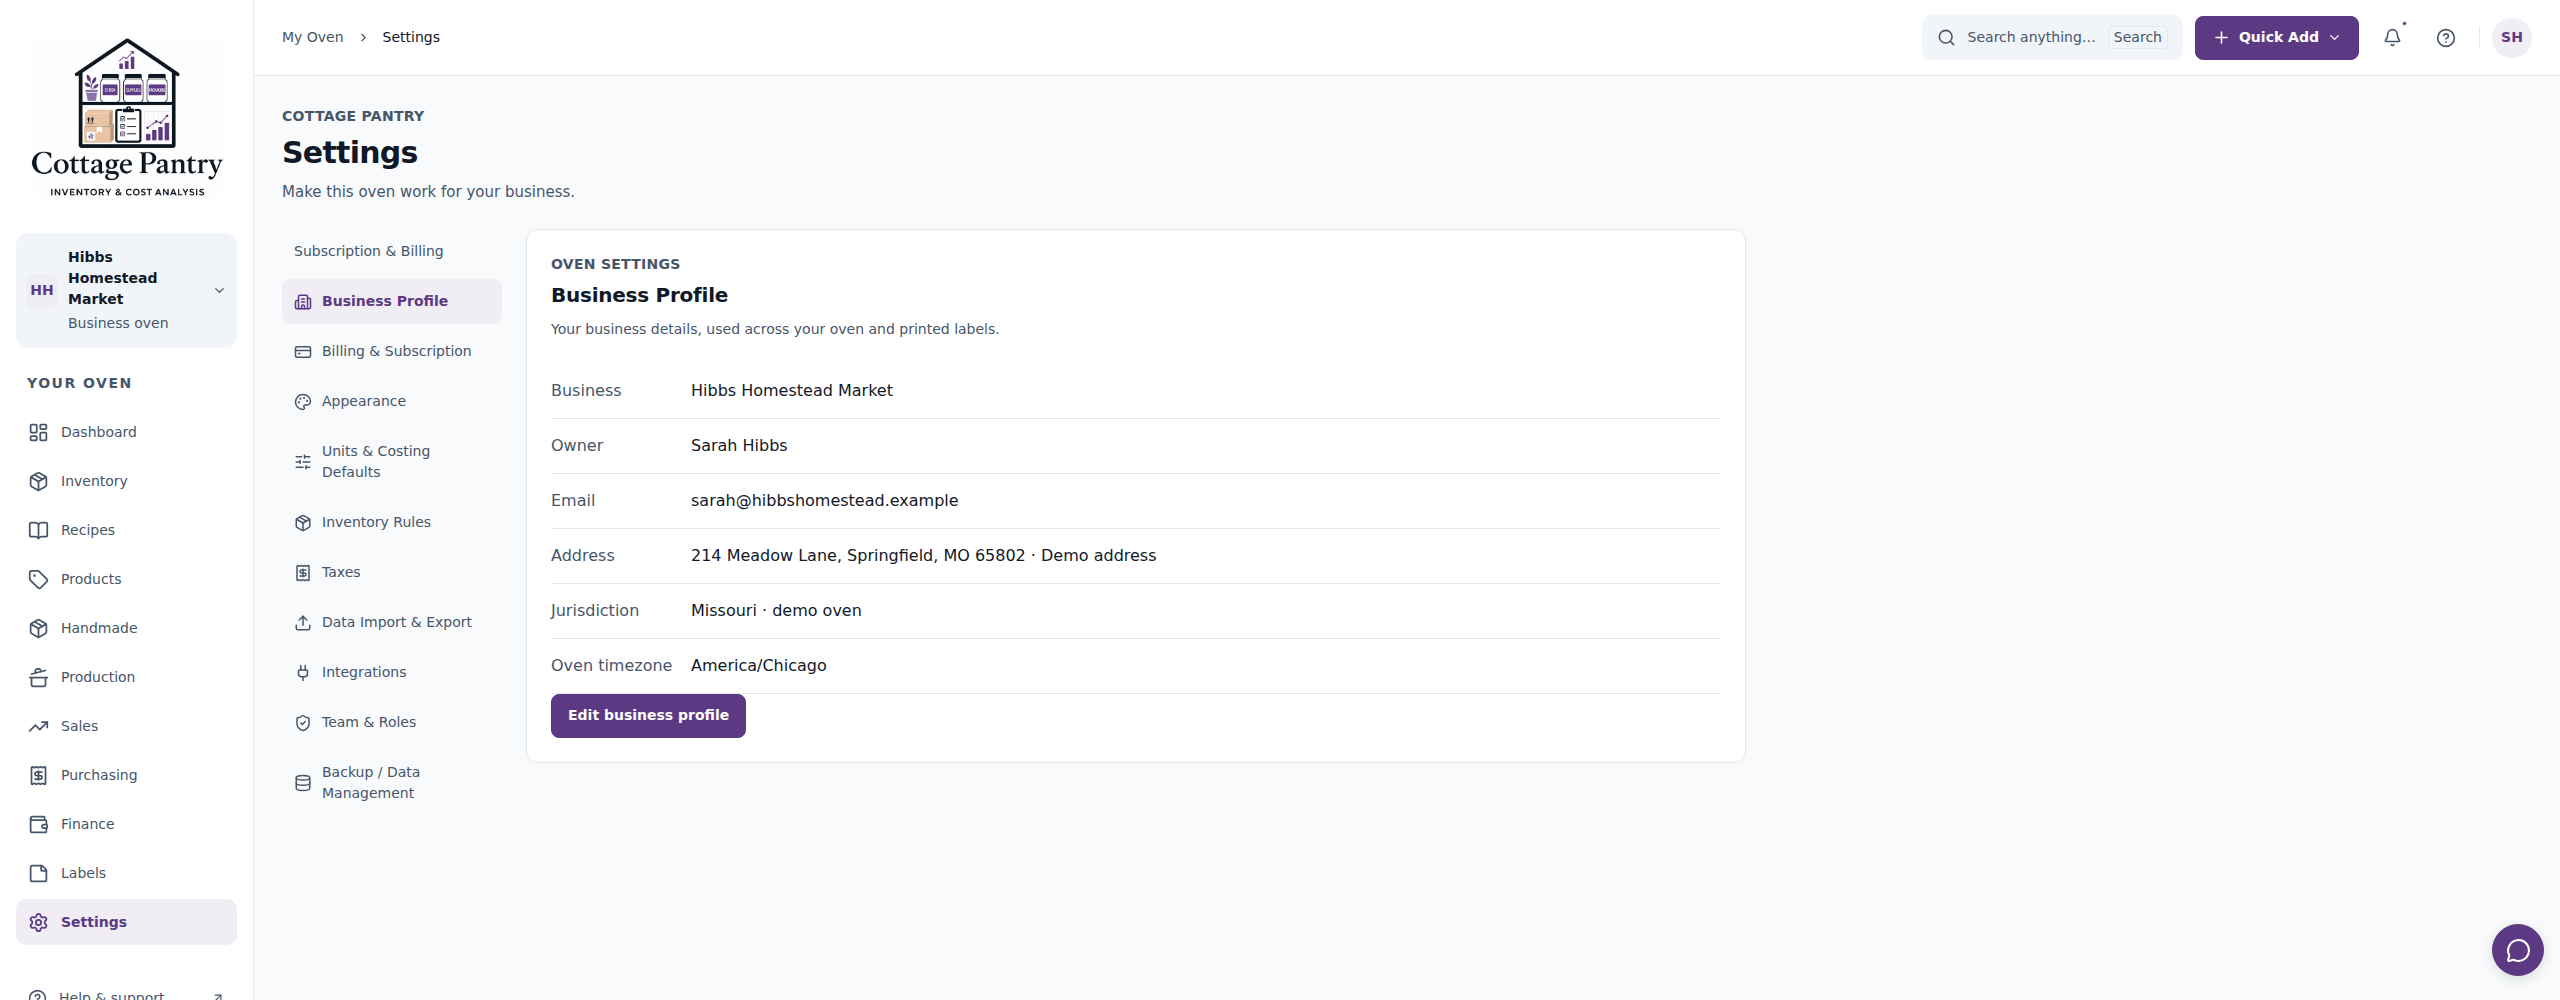 My Oven
Settings
Search anything...
Search
Quick Add
SH
Cottage Pantry
INVENTORY & COST ANALYSIS
HH
Hibbs
Homestead
Market
Business oven
YOUR OVEN
Dashboard
Inventory
Recipes
Products
Handmade
Production
Sales
Purchasing
Finance
Labels
Settings
Help & support
COTTAGE PANTRY
Settings
Make this oven work for your business.
Subscription & Billing
Business Profile
Billing & Subscription
Appearance
Units & Costing
Defaults
Inventory Rules
Taxes
Data Import & Export
Integrations
Team & Roles
Backup / Data
Management
OVEN SETTINGS
Business Profile
Your business details, used across your oven and printed labels.
Business Hibbs Homestead Market
Owner Sarah Hibbs
Email sarah@hibbshomestead.example
Address 214 Meadow Lane, Springfield, MO 65802 · Demo address
Jurisdiction Missouri · demo oven
Oven timezone America/Chicago
Edit business profile